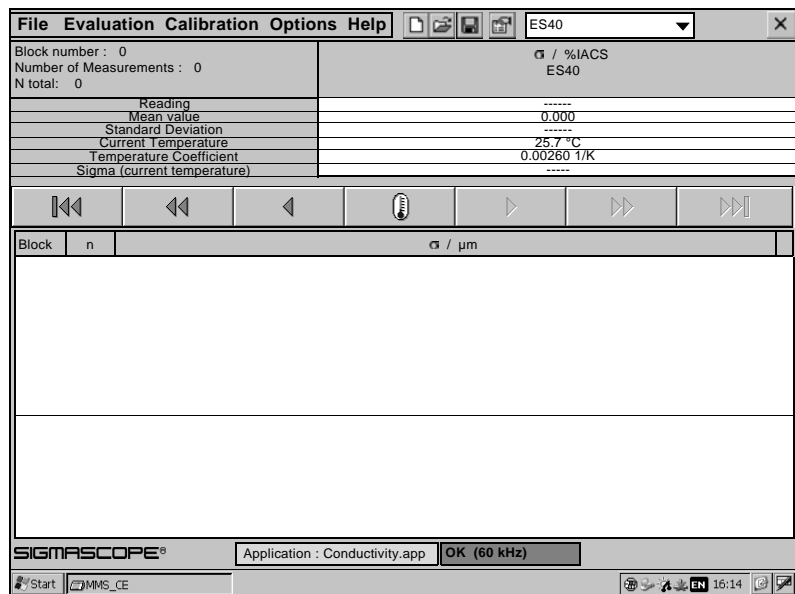 File Evaluation Calibration Options Help ES40
Block number : 0
Number of Measurements : 0
N total: 0
σ / %IACS
ES40
Reading ------
Mean value 0.000
Standard Deviation ------
Current Temperature 25.7 °C
Temperature Coefficient 0.00260 1/K
Sigma (current temperature) -----
Block n σ / µm
SIGMASCOPE® Application : Conductivity.app OK (60 kHz)
Start MMS_CE EN 16:14